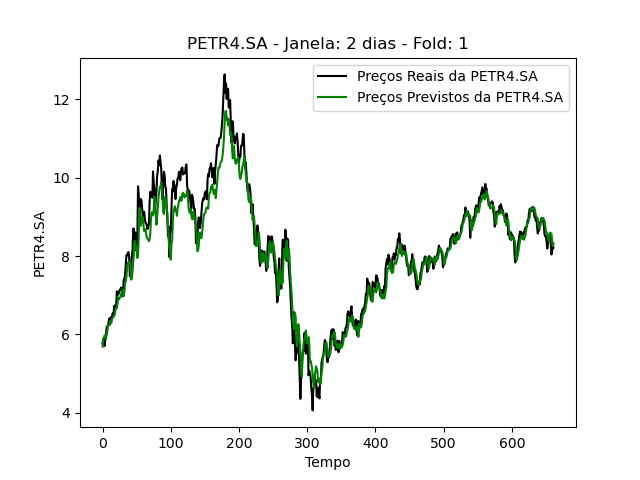 PETR4.SA - Janela: 2 dias - Fold: 1
Preços Reais da PETR4.SA
Preços Previstos da PETR4.SA
PETR4.SA
12
10
8
6
4
0 100 200 300 400 500 600
Tempo